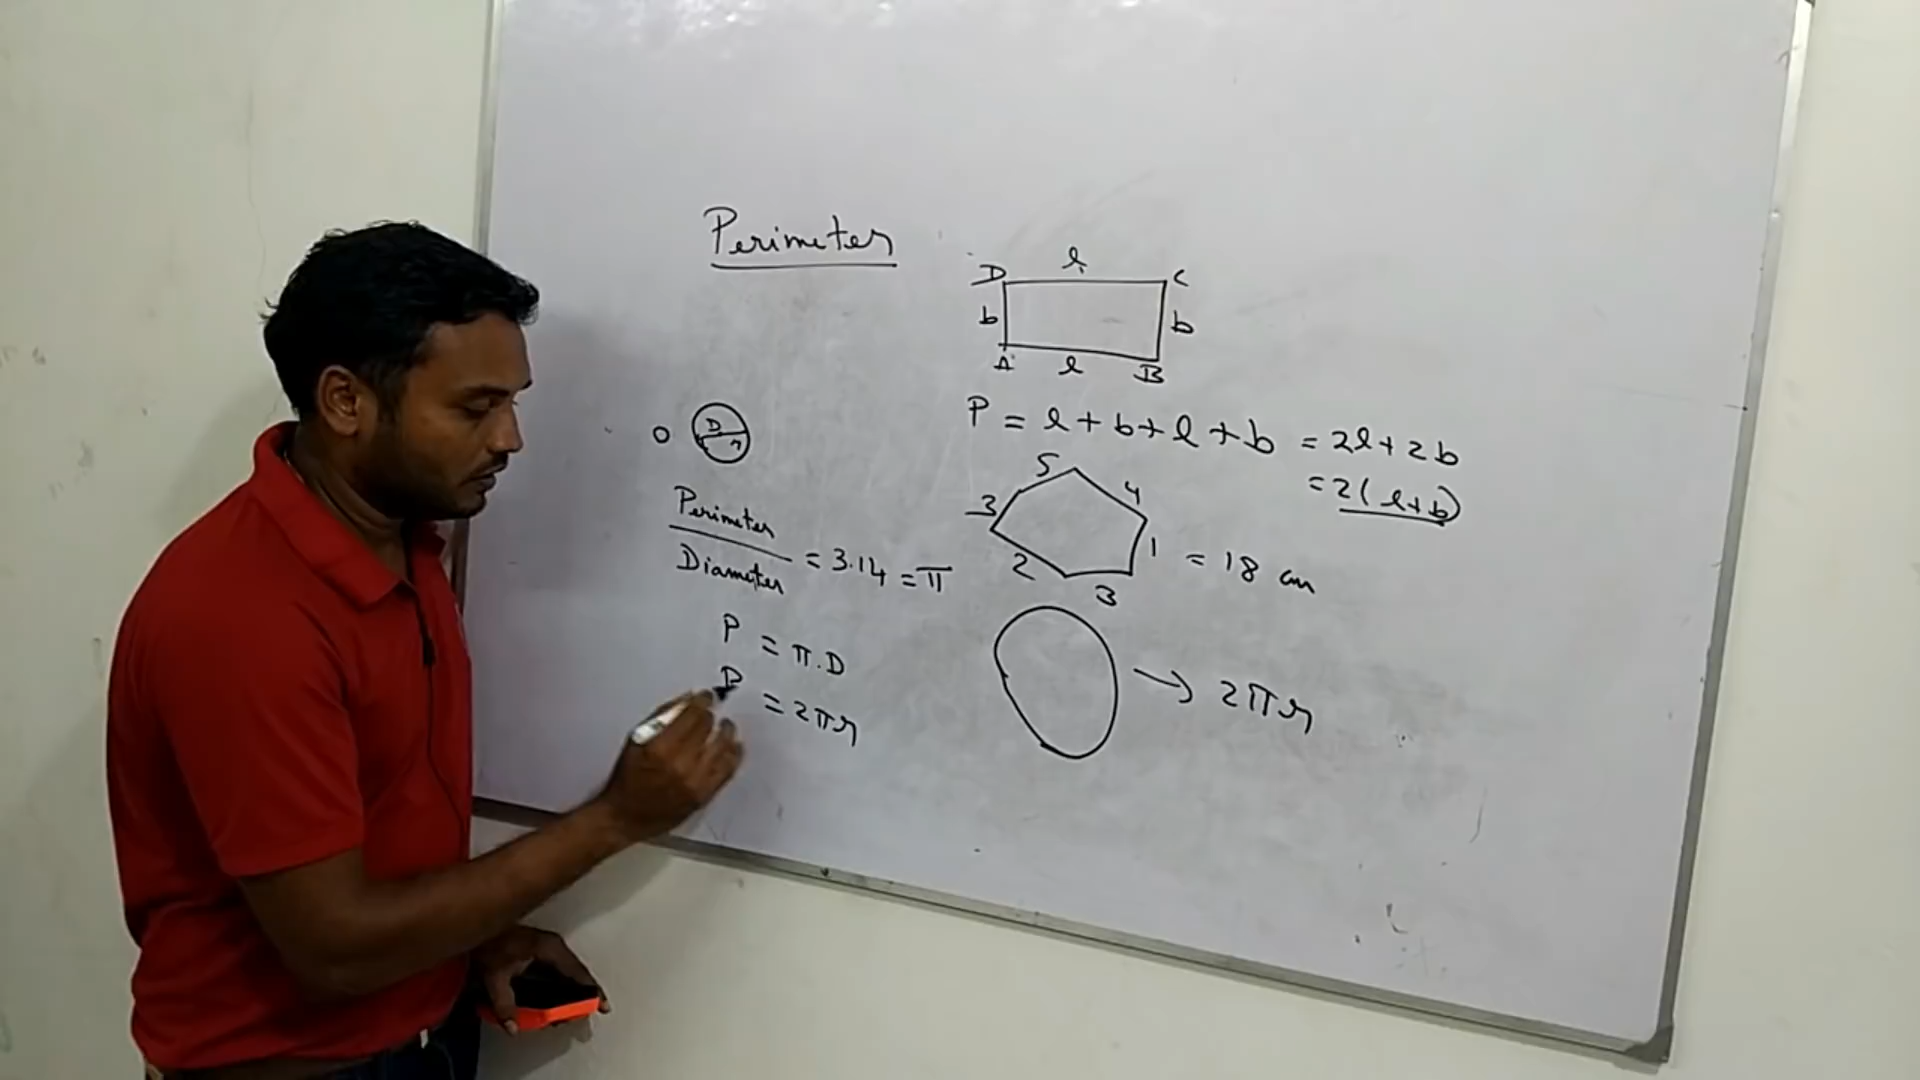 Perimeter
D l C
b b
A l B
P = l + b + l + b = 2l + 2b
= 2(l+b)
O D r
Perimeter
Diameter
= 3.14 = π
P = π.D
P = 2πr
5 4
3 1 = 18 cm
2 3
→ 2πr